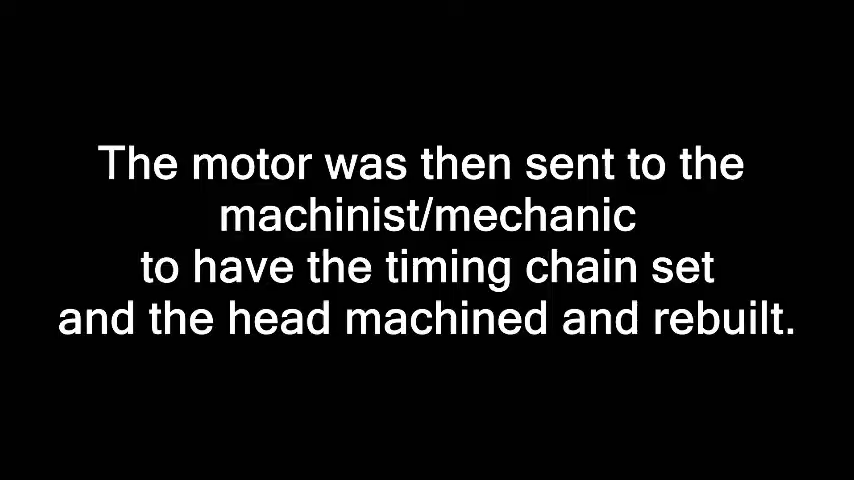 The motor was then sent to the
machinist/mechanic
to have the timing chain set
and the head machined and rebuilt.